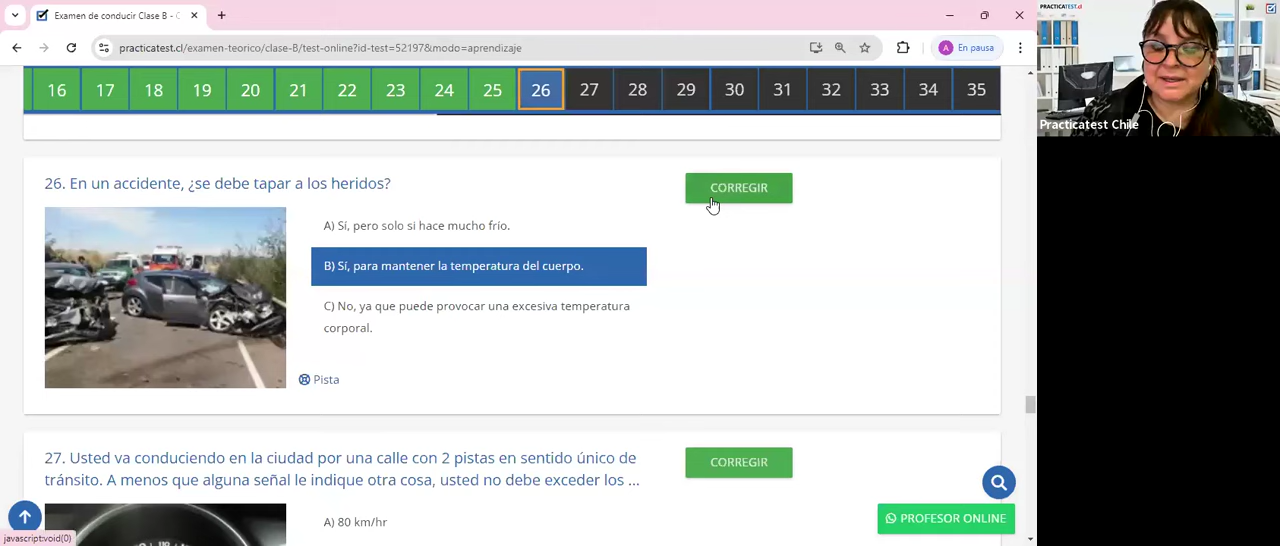 Examen de conducir Clase B - C
practicatest.cl/examen-teorico/clase-B/test-online?id-test=52197&modo=aprendizaje
A
En pausa
PRACTICATEST.cl
16 17 18 19 20 21 22 23 24 25 26 27 28 29 30 31 32 33 34 35
Practicatest Chile
26. En un accidente, ¿se debe tapar a los heridos?
CORREGIR
A) Sí, pero solo si hace mucho frío.
B) Sí, para mantener la temperatura del cuerpo.
C) No, ya que puede provocar una excesiva temperatura
corporal.
Pista
27. Usted va conduciendo en la ciudad por una calle con 2 pistas en sentido único de
tránsito. A menos que alguna señal le indique otra cosa, usted no debe exceder los ...
CORREGIR
A) 80 km/hr
PROFESOR ONLINE
javascript:void(0)